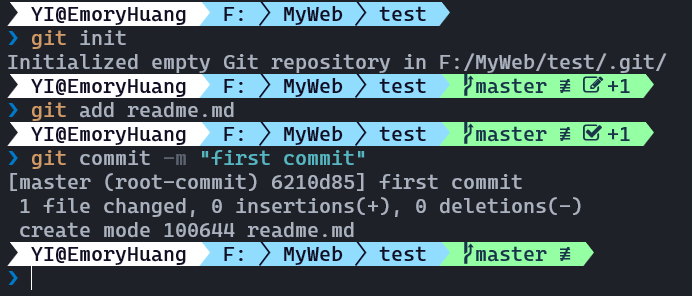 YI@EmoryHuang F: MyWeb test
❯ git init
Initialized empty Git repository in F:/MyWeb/test/.git/
YI@EmoryHuang F: MyWeb test master ≢ +1
❯ git add readme.md
YI@EmoryHuang F: MyWeb test master ≢ +1
❯ git commit -m "first commit"
[master (root-commit) 6210d85] first commit
1 file changed, 0 insertions(+), 0 deletions(-)
create mode 100644 readme.md
YI@EmoryHuang F: MyWeb test master ≢
❯